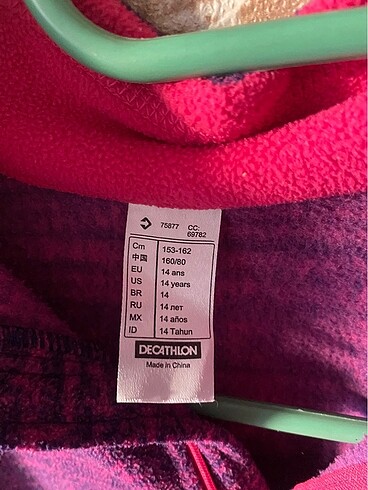 75877 CC: 69782
Cm 153-162
中国 160/80
EU 14 ans
US 14 years
BR 14
RU 14 лет
MX 14 años
ID 14 Tahun
DECATHLON
Made in China